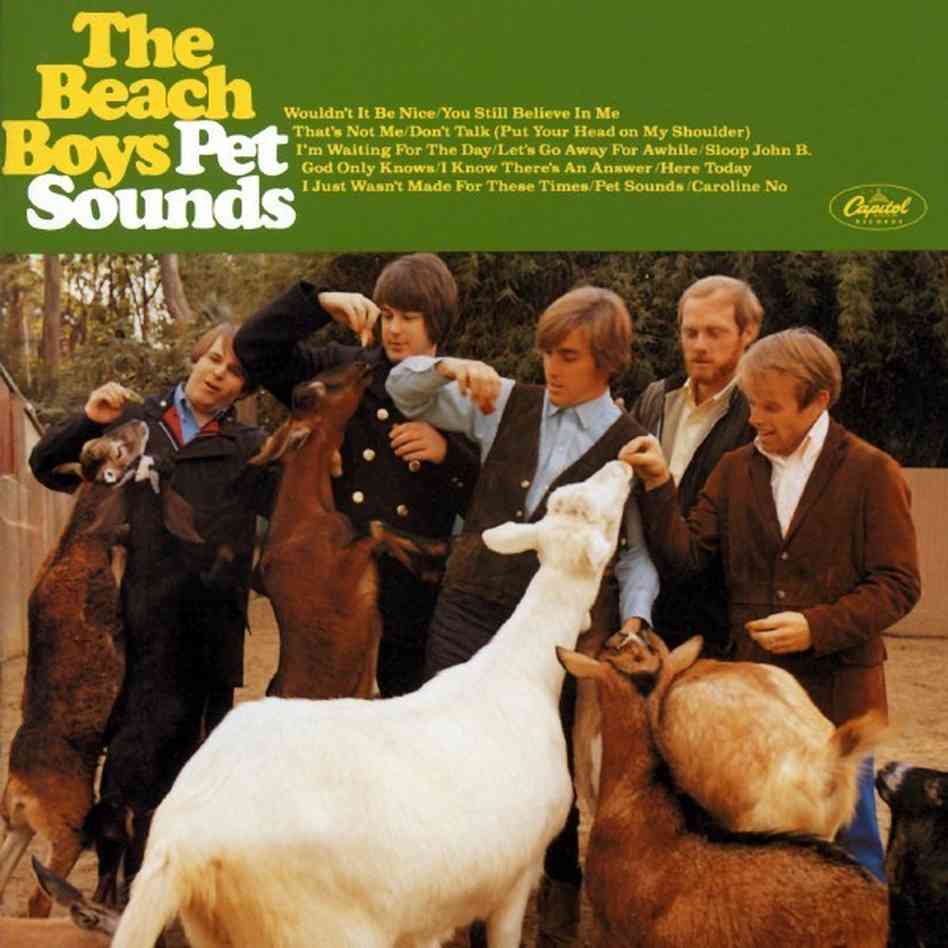 The
Beach
Boys Pet
Sounds
Wouldn't It Be Nice/You Still Believe In Me
That's Not Me/Don't Talk (Put Your Head on My Shoulder)
I'm Waiting For The Day/Let's Go Away For Awhile/Sloop John B.
God Only Knows/I Know There's An Answer/Here Today
I Just Wasn't Made For These Times/Pet Sounds/Caroline No
Capitol
RECORDS